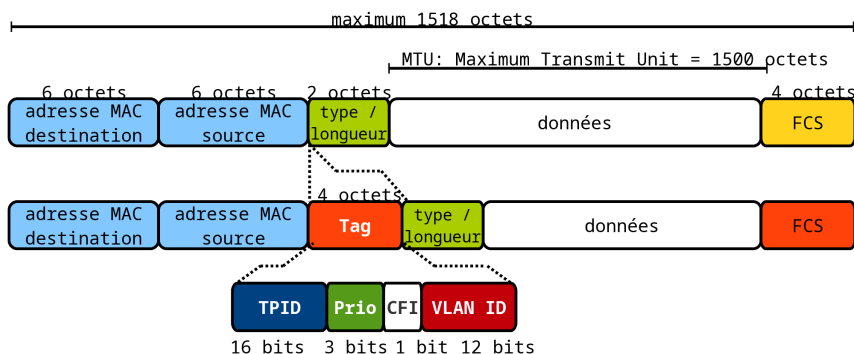 maximum 1518 octets
MTU: Maximum Transmit Unit = 1500 octets
6 octets 6 octets 2 octets 4 octets
adresse MAC destination
adresse MAC source
type / longueur
données
FCS
4 octets
adresse MAC destination
adresse MAC source
Tag
type / longueur
données
FCS
TPID Prio CFI VLAN ID
16 bits 3 bits 1 bit 12 bits